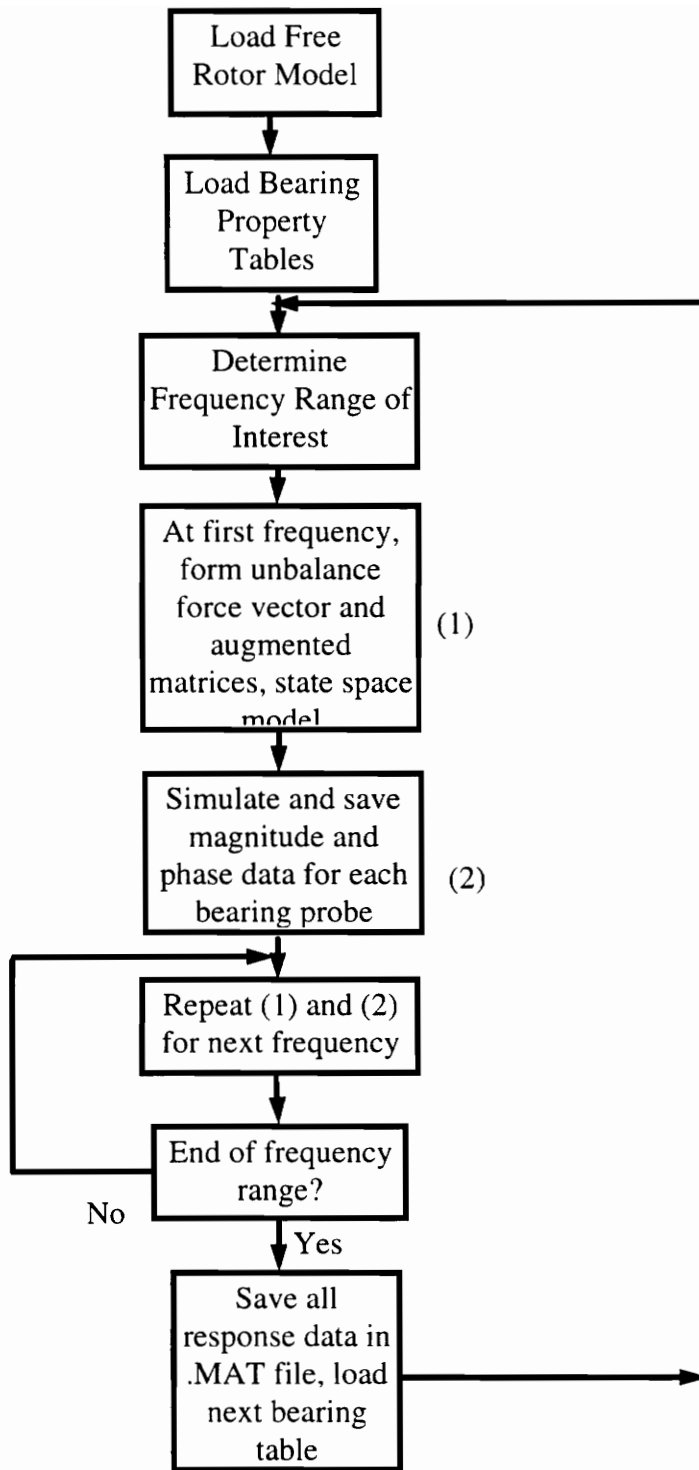 Load Free
Rotor Model
Load Bearing
Property
Tables
Determine
Frequency Range of
Interest
At first frequency,
form unbalance
force vector and
augmented
matrices, state space
model
(1)
Simulate and save
magnitude and
phase data for each
bearing probe
(2)
Repeat (1) and (2)
for next frequency
End of frequency
range?
No
Yes
Save all
response data in
.MAT file, load
next bearing
table